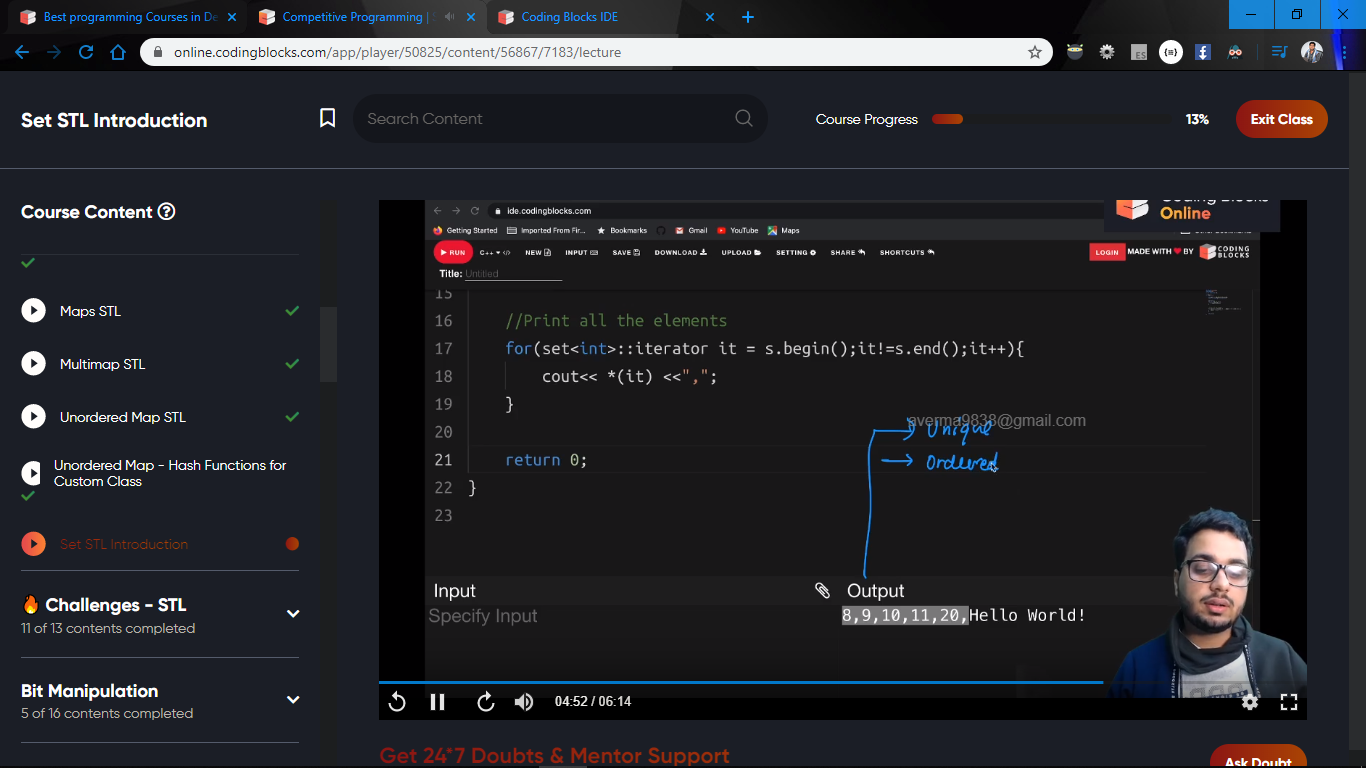 Best programming Courses in De
Competitive Programming |
Coding Blocks IDE
online.codingblocks.com/app/player/50825/content/56867/7183/lecture
Set STL Introduction
Search Content
Course Progress
13%
Exit Class
Course Content
Maps STL
Multimap STL
Unordered Map STL
Unordered Map - Hash Functions for
Custom Class
Set STL Introduction
🔥 Challenges - STL
11 of 13 contents completed
Bit Manipulation
5 of 16 contents completed
ide.codingblocks.com
Coding Blocks
Online
Getting Started
Imported From Fir...
Bookmarks
Gmail
YouTube
Maps
RUN
C++
NEW
INPUT
SAVE
DOWNLOAD
UPLOAD
SETTING
SHARE
SHORTCUTS
LOGIN
MADE WITH ❤ BY
CODING
BLOCKS
Title: Untitled
15
16 //Print all the elements
17 for(set<int>::iterator it = s.begin();it!=s.end();it++){
18 cout<< *(it) <<",";
19 }
20
21 return 0;
22 }
23
averma9838@gmail.com
Unique
Ordered
Input
Output
Specify Input
8,9,10,11,20,Hello World!
04:52 / 06:14
Get 24*7 Doubts & Mentor Support
Ask Doubt